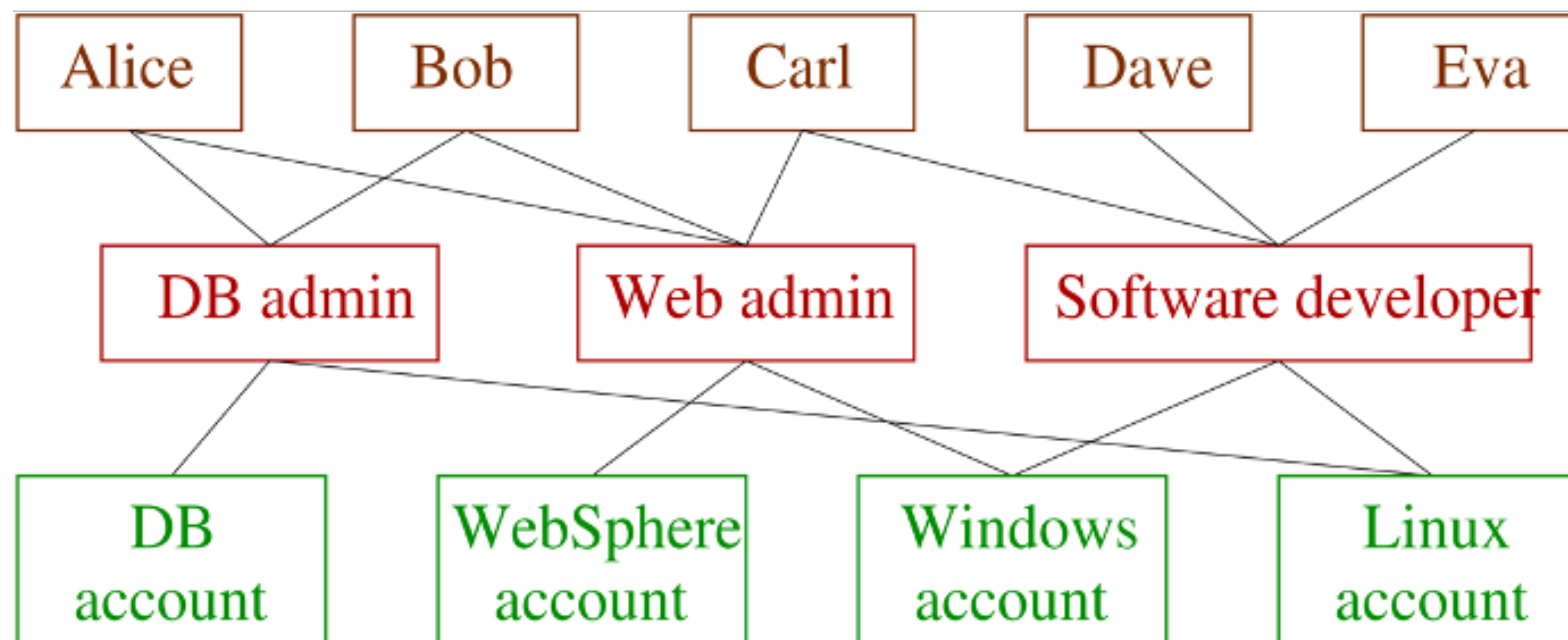 Alice
Bob
Carl
Dave
Eva
DB admin
Web admin
Software developer
DB
account
WebSphere
account
Windows
account
Linux
account